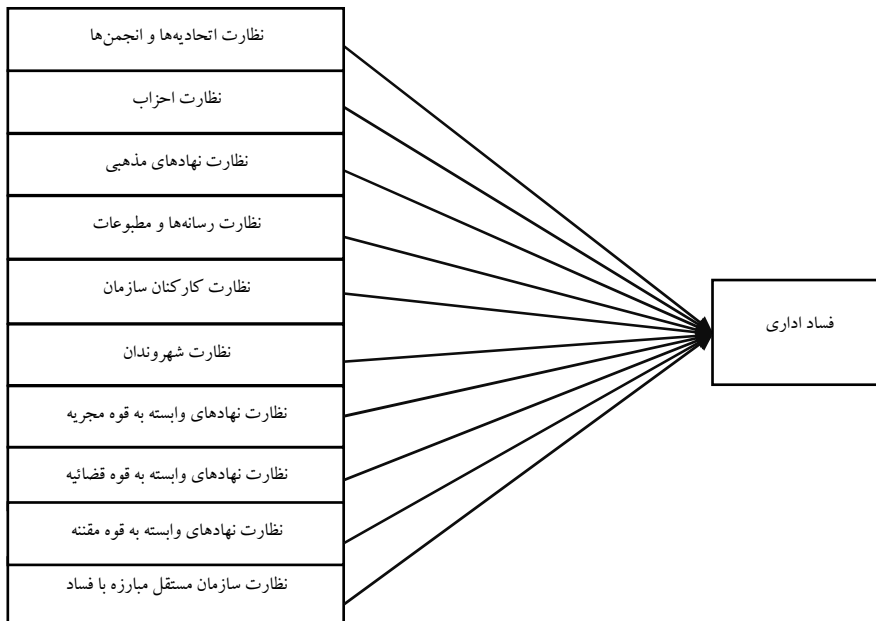 نظارت اتحادیه‌ها و انجمن‌ها
نظارت احزاب
نظارت نهادهای مذهبی
نظارت رسانه‌ها و مطبوعات
نظارت کارکنان سازمان
نظارت شهروندان
نظارت نهادهای وابسته به قوه مجریه
نظارت نهادهای وابسته به قوه قضائیه
نظارت نهادهای وابسته به قوه مقننه
نظارت سازمان مستقل مبارزه با فساد
فساد اداری